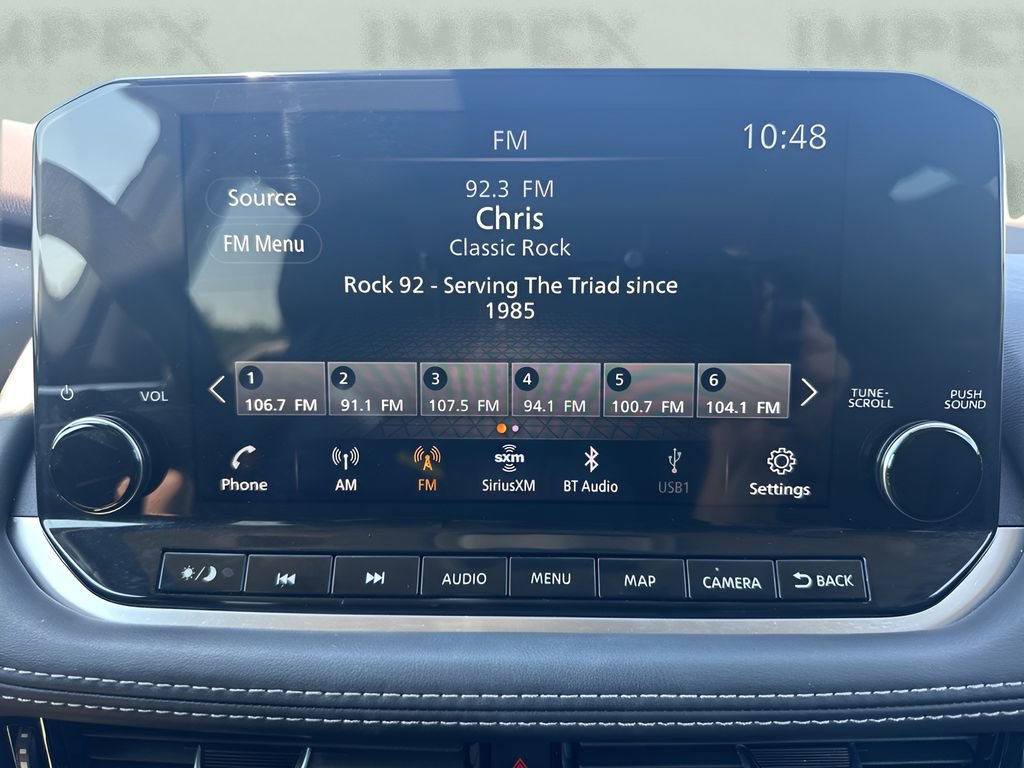 IMPEX IMPEX IMPEX
FM
10:48
Source
FM Menu
92.3 FM
Chris
Classic Rock
Rock 92 - Serving The Triad since
1985
1 2 3 4 5 6
106.7 FM 91.1 FM 107.5 FM 94.1 FM 100.7 FM 104.1 FM
VOL
TUNE-
SCROLL
PUSH
SOUND
sxm
Phone AM FM SiriusXM BT Audio USB1 Settings
AUDIO MENU MAP CAMERA BACK